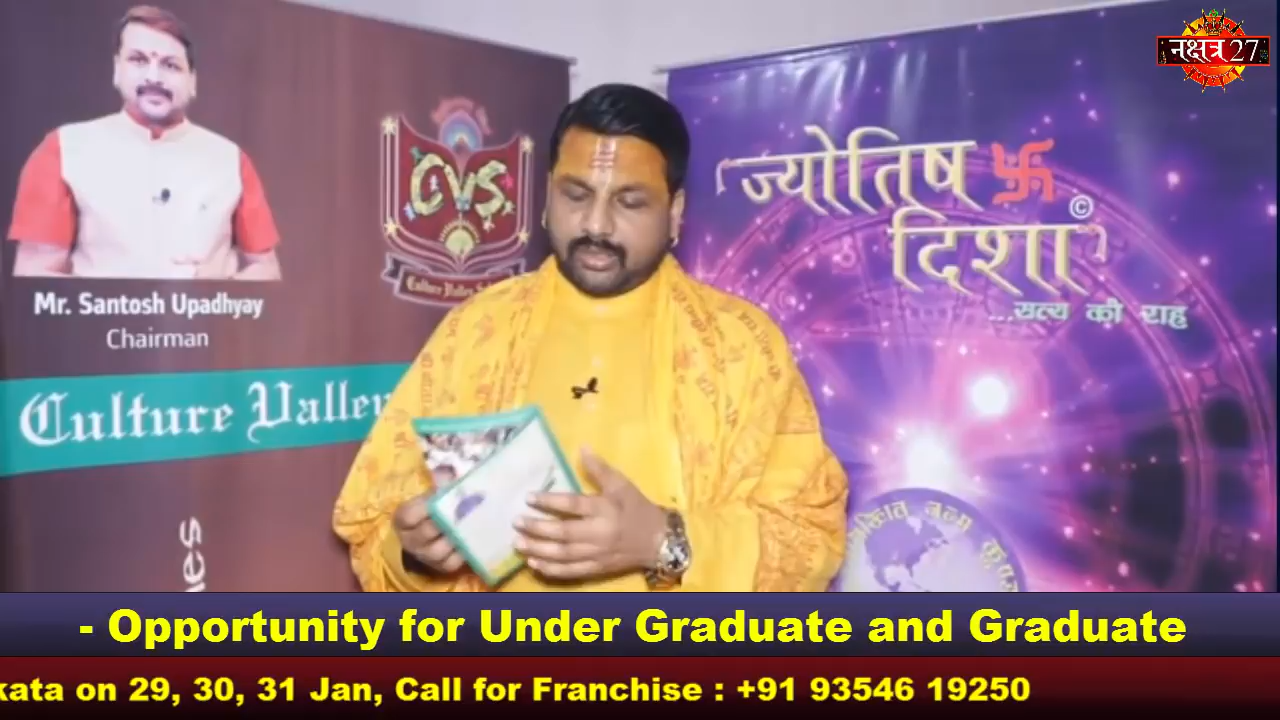 नक्षत्र 27
CVS
Mr. Santosh Upadhyay
Chairman
Culture Valley
ज्योतिष
दिशा
©
...सत्य की राह
- Opportunity for Under Graduate and Graduate
kata on 29, 30, 31 Jan, Call for Franchise : +91 93546 19250